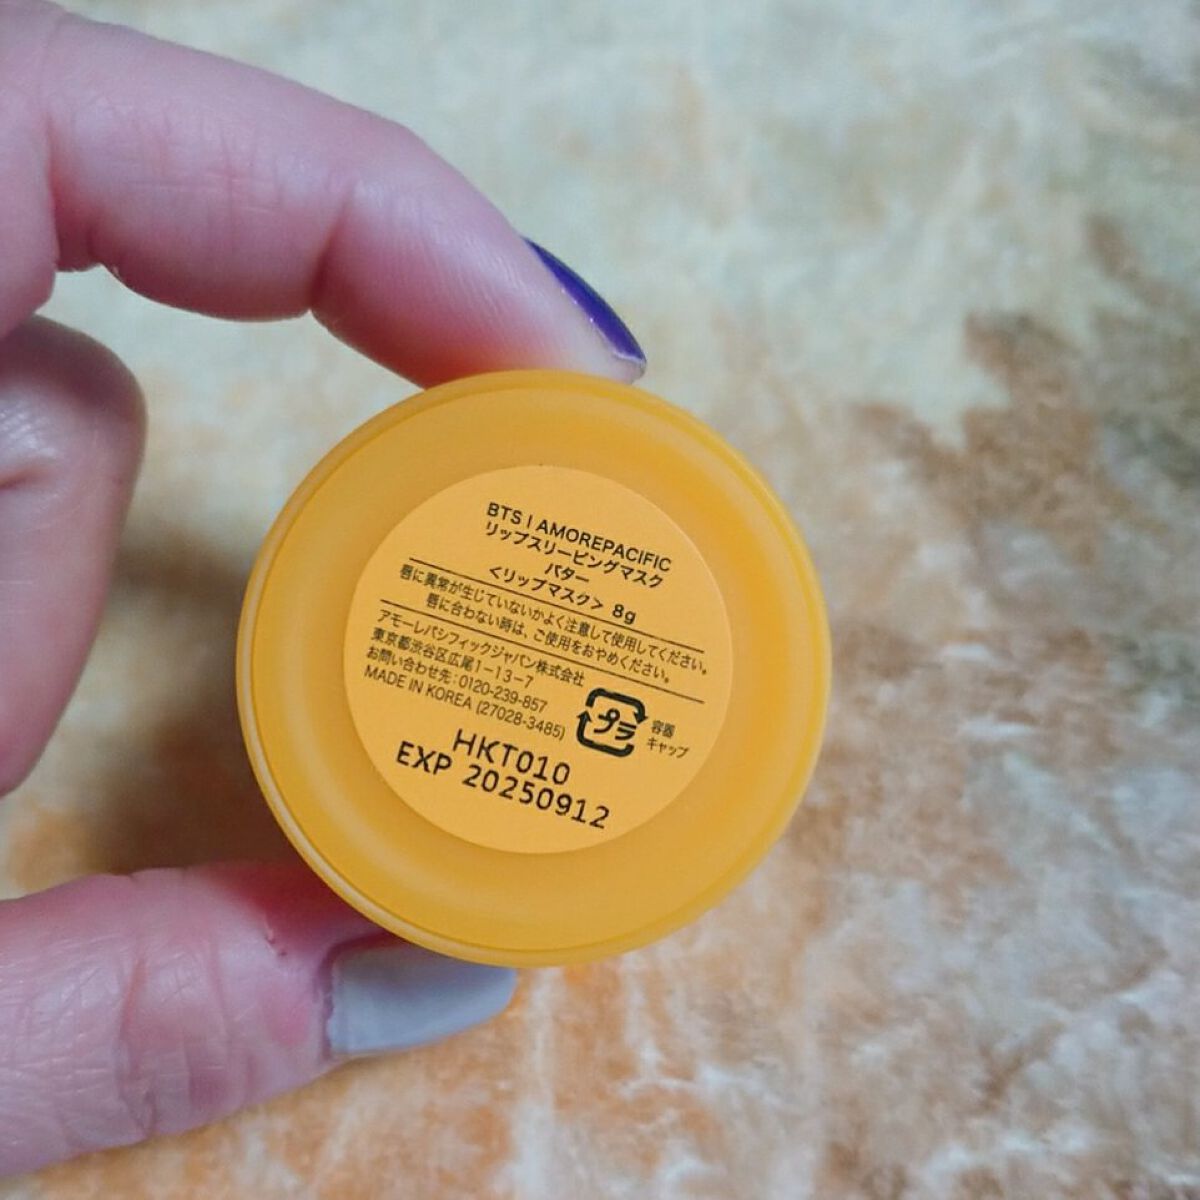 BTS | AMOREPACIFIC
リップスリーピングマスク
バター
<リップマスク> 8g
唇に異常が生じていないかよく注意して使用してください。
唇に合わない時は、ご使用をおやめください。
アモーレパシフィックジャパン株式会社
東京都渋谷区広尾1-13-7
お問い合わせ先:0120-239-857
MADE IN KOREA (27028-3485)
プラ
容器
キャップ
HKT010
EXP 20250912